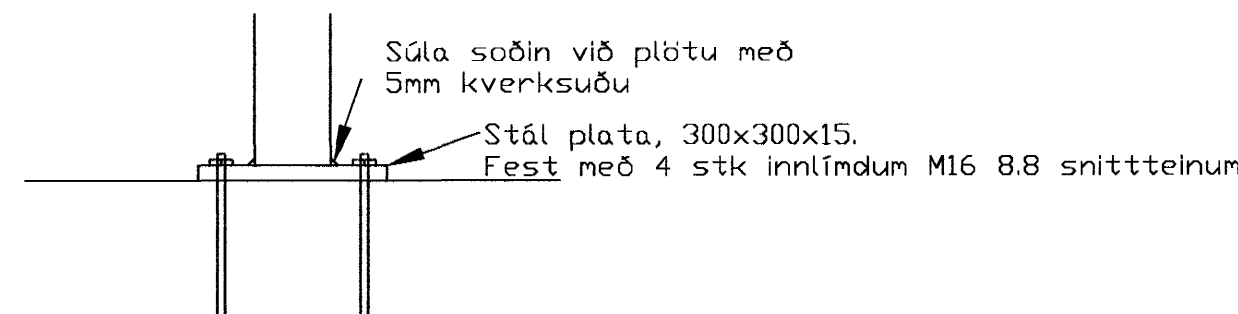 Súla soðin við plötu með
5mm kverksuðu
Stál plata, 300x300x15.
Fest með 4 stk innlímdum M16 8.8 snittteinum